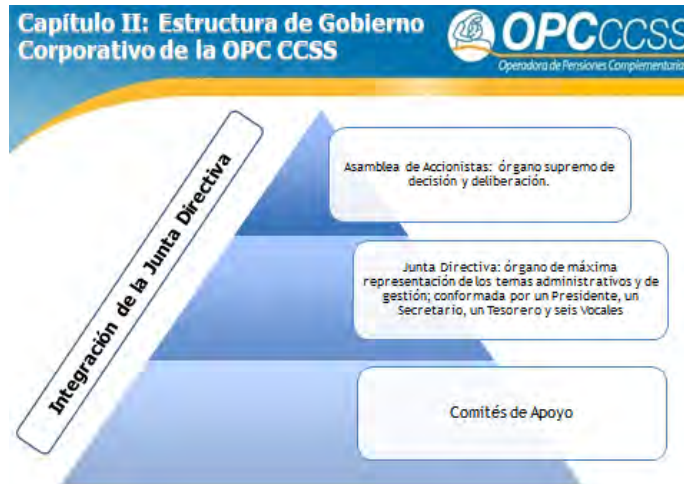 Capítulo II: Estructura de Gobierno
Corporativo de la OPC CCSS
OPCCCSS
Operadora de Pensiones Complementarias
Integración de la Junta Directiva
Asamblea de Accionistas: órgano supremo de
decisión y deliberación.
Junta Directiva: órgano de máxima
representación de los temas administrativos y de
gestión; conformada por un Presidente, un
Secretario, un Tesorero y seis Vocales
Comités de Apoyo